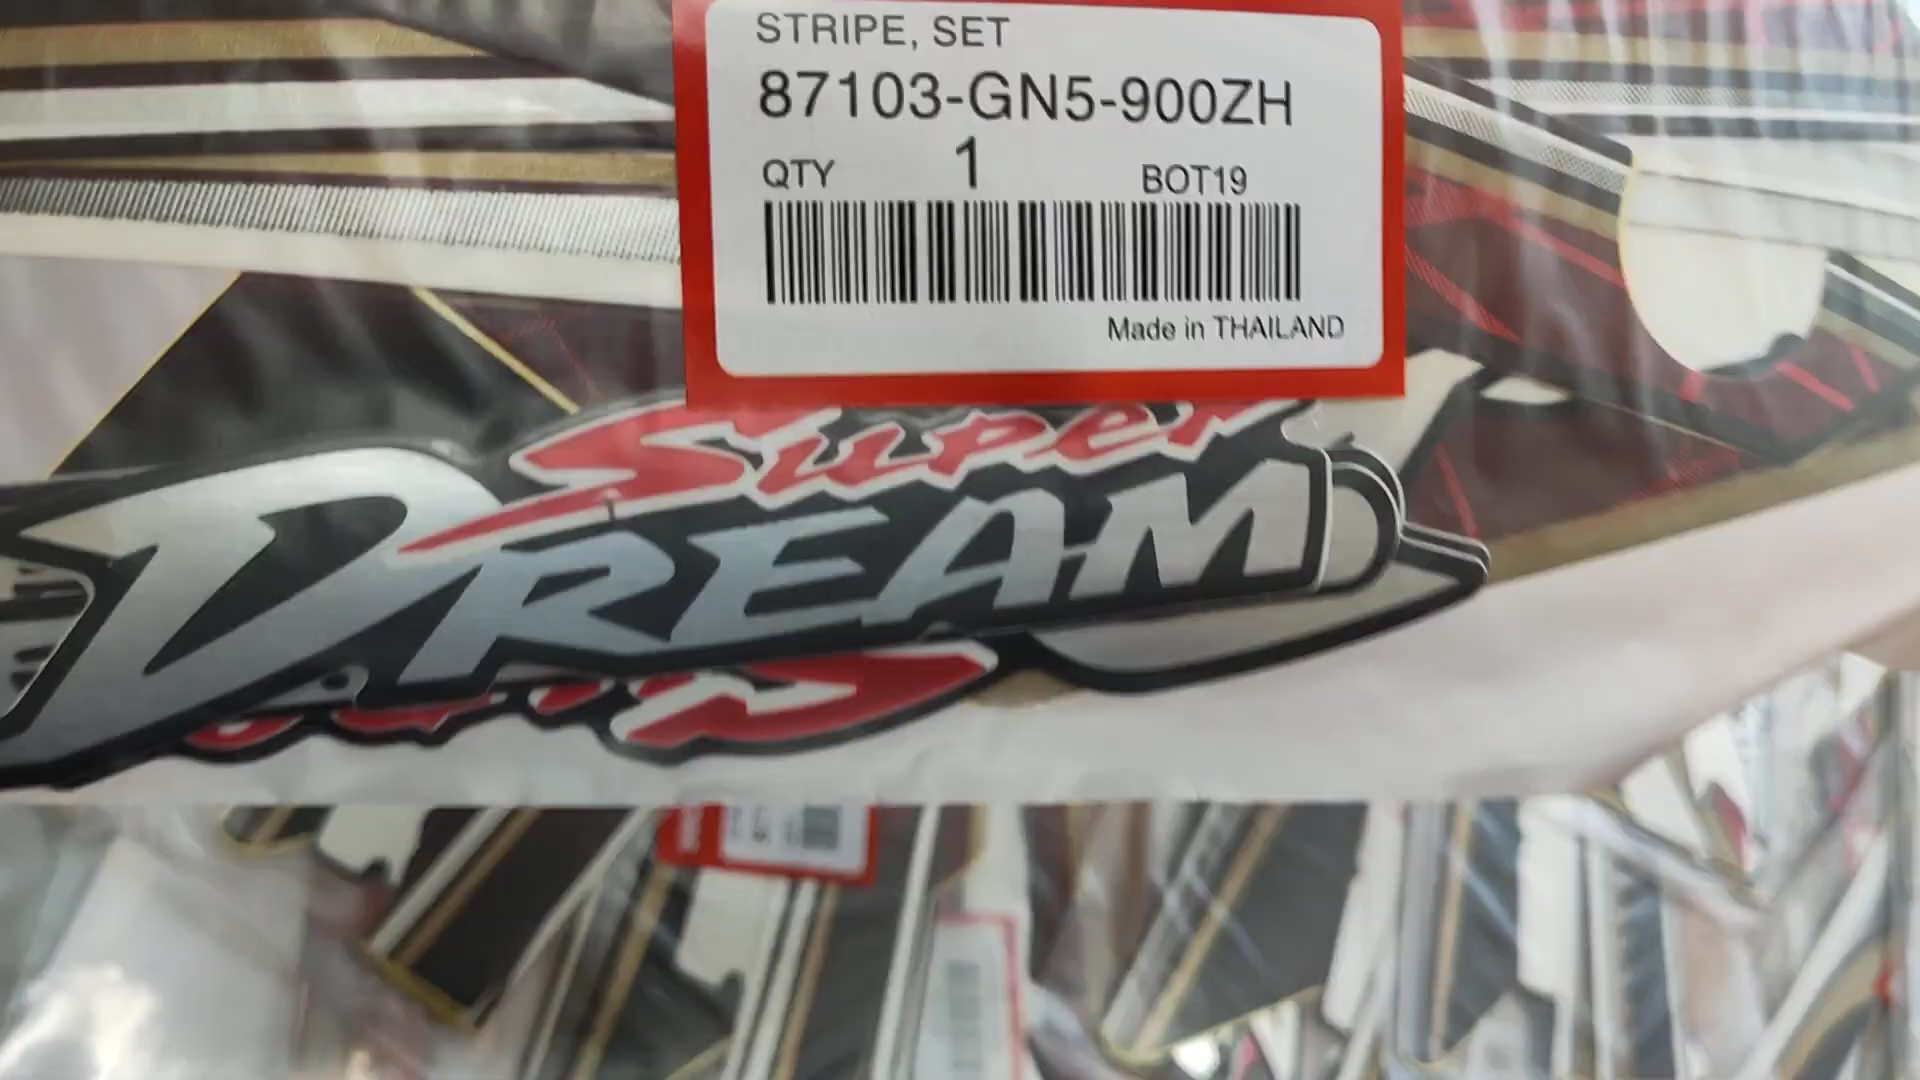 STRIPE, SET
87103-GN5-900ZH
QTY 1 BOT19
Made in THAILAND
Super
DREAM